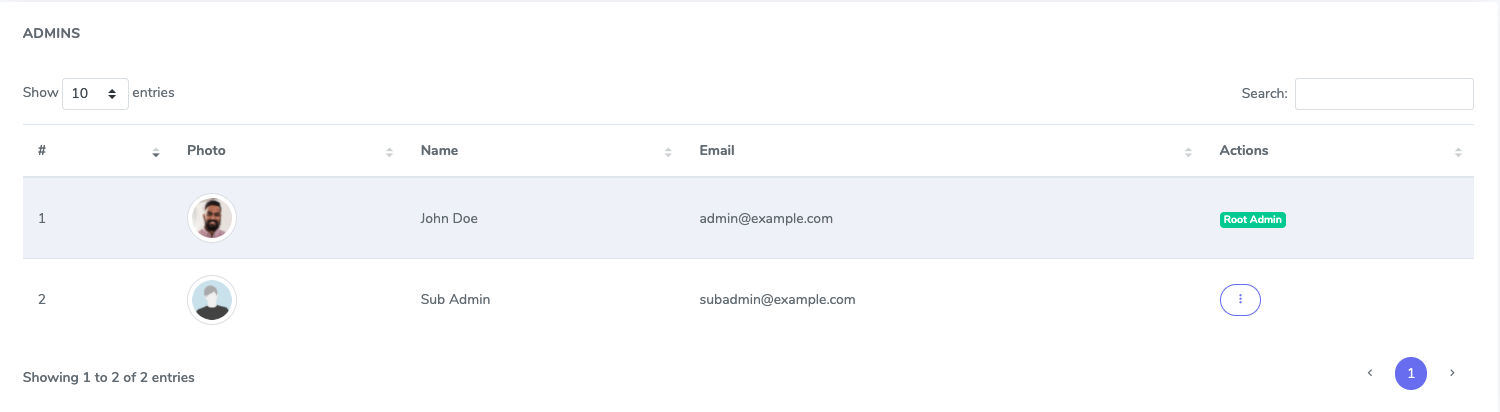 ADMINS
Show 10 entries
Search:
# Photo Name Email Actions
1 John Doe admin@example.com Root Admin
2 Sub Admin subadmin@example.com
Showing 1 to 2 of 2 entries
‹ 1 ›